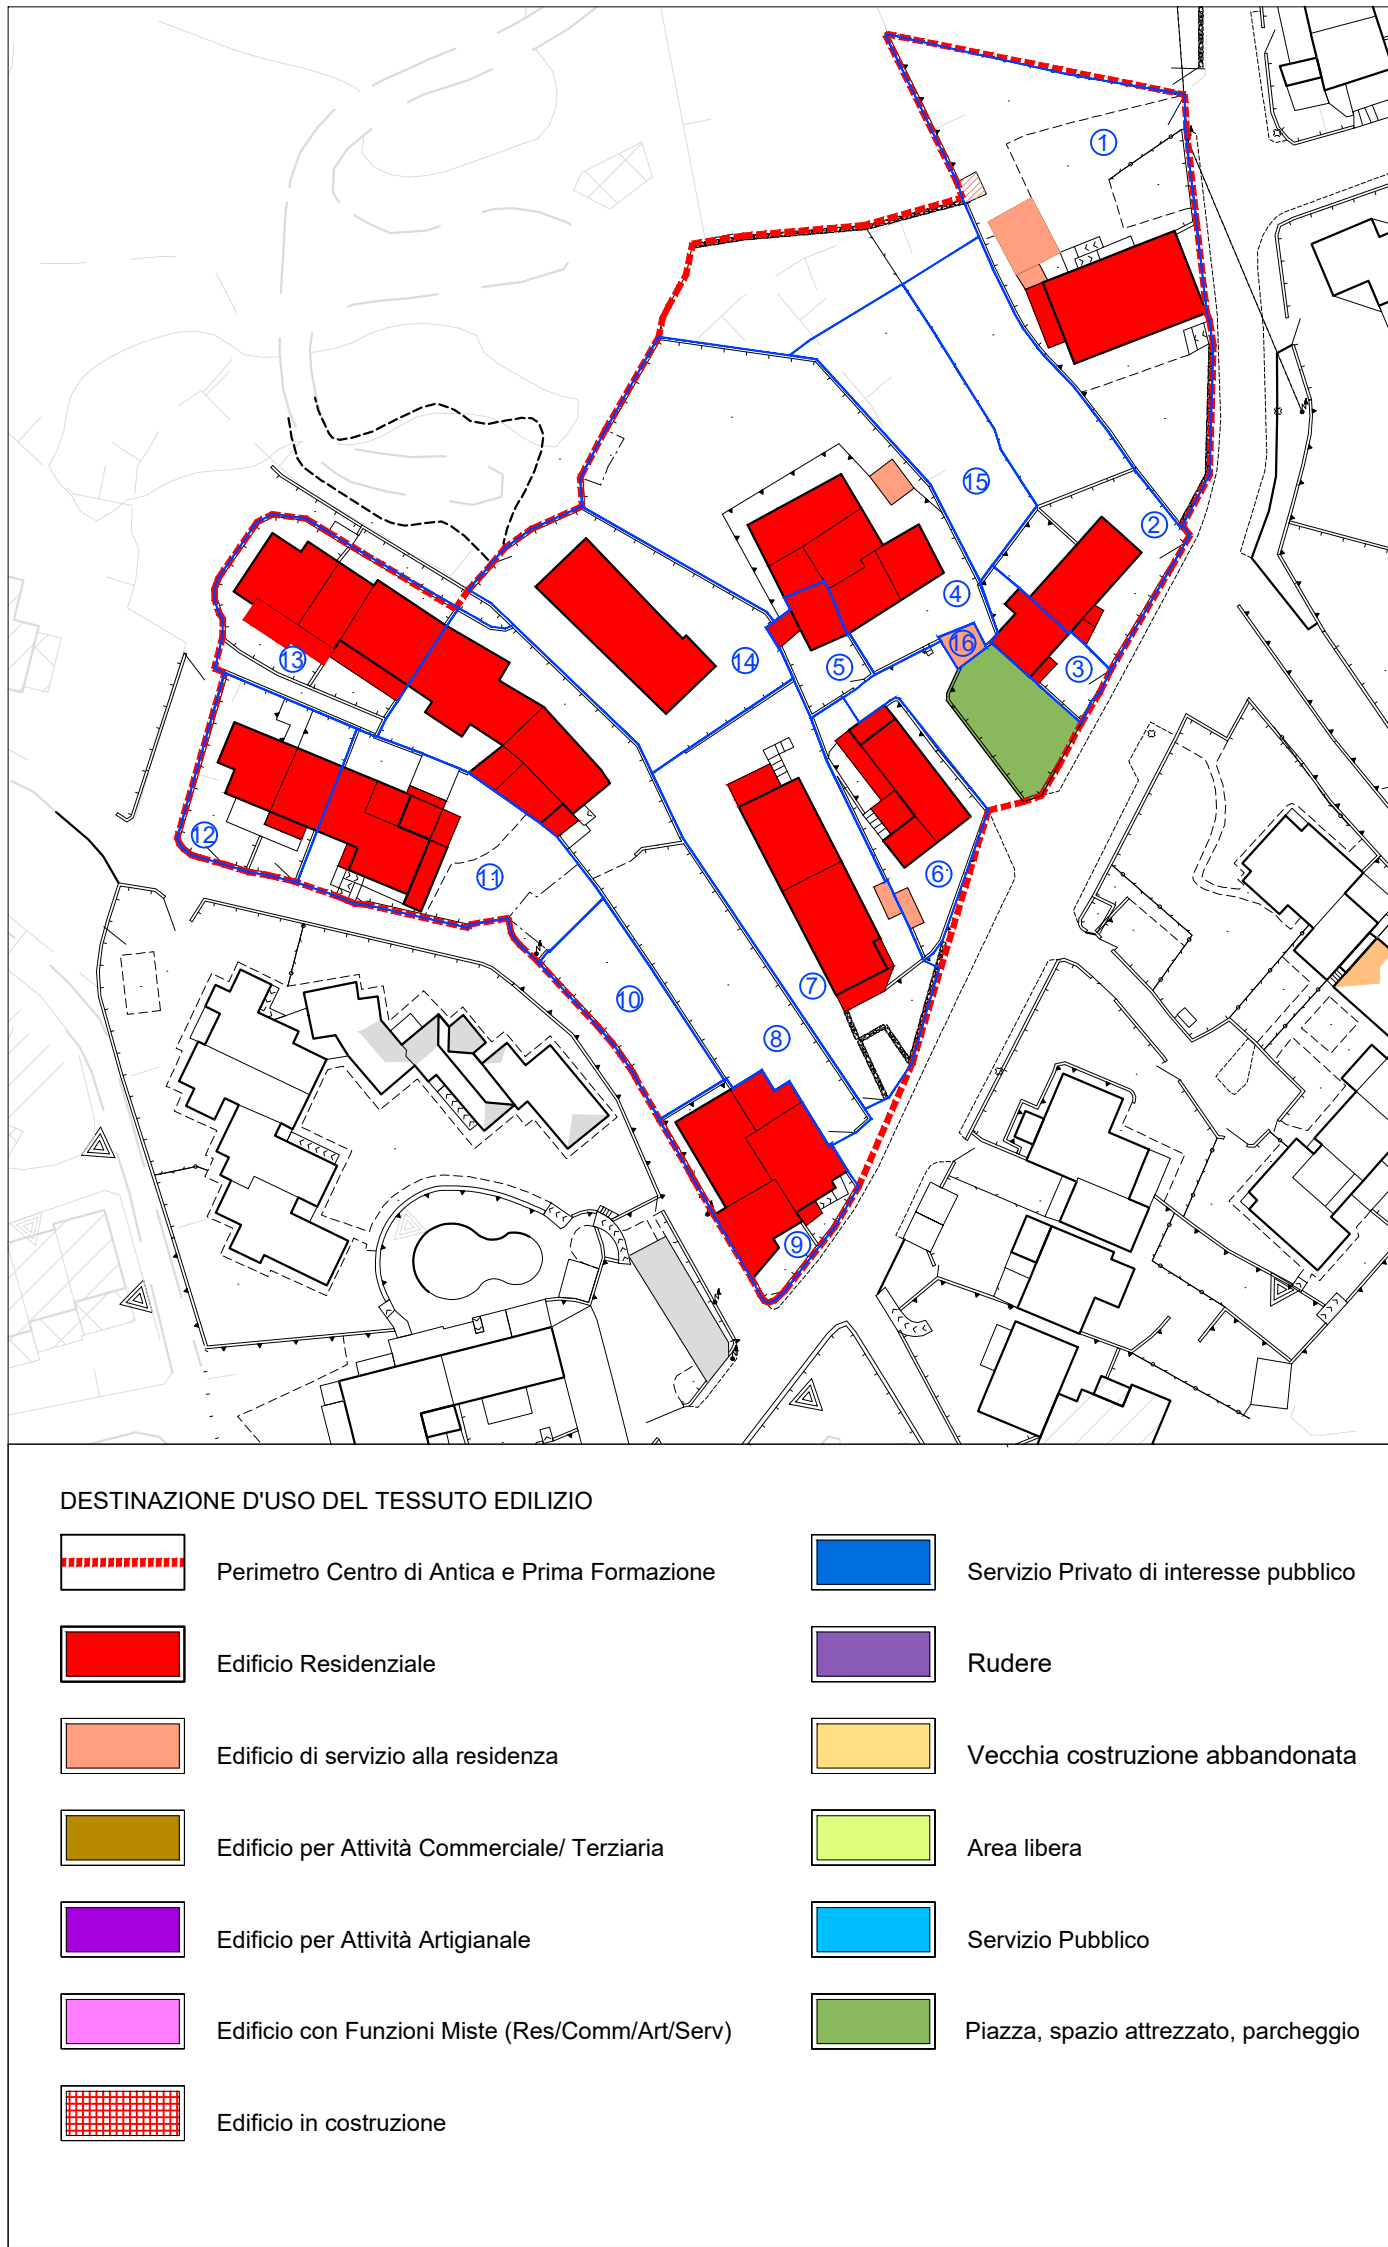 1
15
2
4
16
14
5
3
13
12
11
6
7
10
8
9
DESTINAZIONE D'USO DEL TESSUTO EDILIZIO
Perimetro Centro di Antica e Prima Formazione
Edificio Residenziale
Edificio di servizio alla residenza
Edificio per Attività Commerciale/ Terziaria
Edificio per Attività Artigianale
Edificio con Funzioni Miste (Res/Comm/Art/Serv)
Edificio in costruzione
Servizio Privato di interesse pubblico
Rudere
Vecchia costruzione abbandonata
Area libera
Servizio Pubblico
Piazza, spazio attrezzato, parcheggio